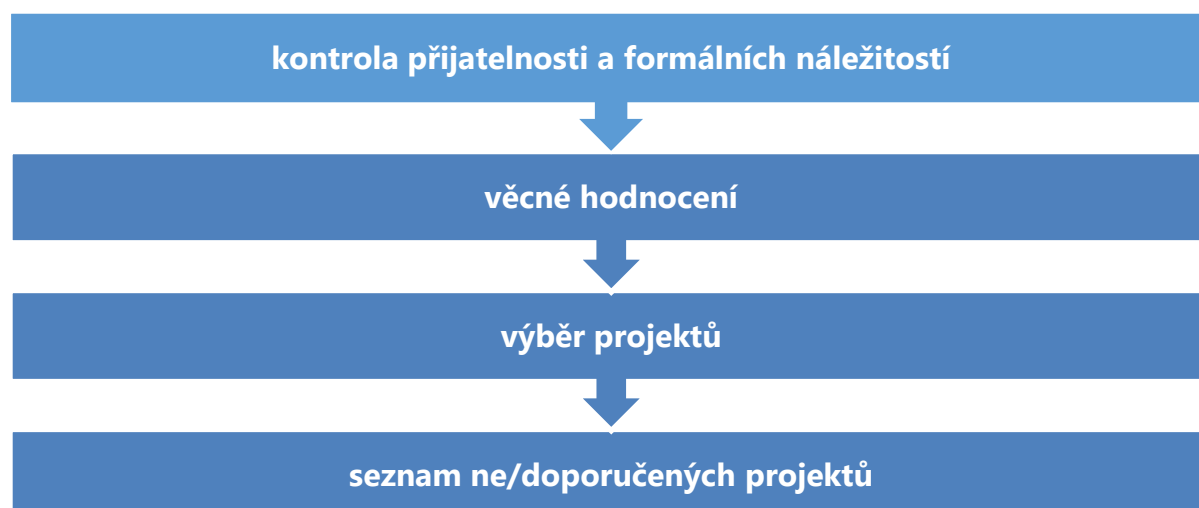 kontrola přijatelnosti a formálních náležitostí
věcné hodnocení
výběr projektů
seznam ne/doporučených projektů